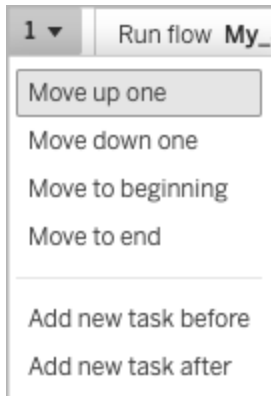 1 Run flow My_
Move up one
Move down one
Move to beginning
Move to end
Add new task before
Add new task after